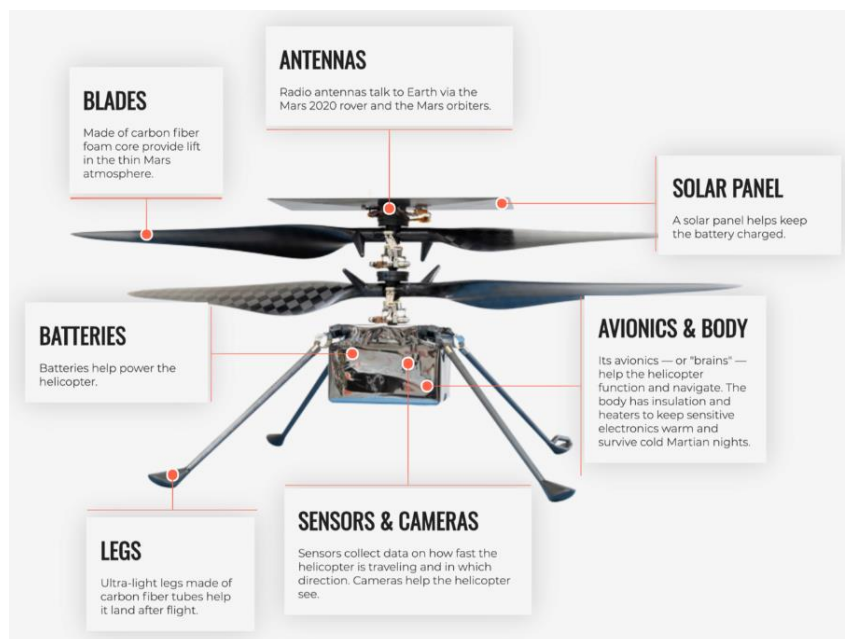 ANTENNAS
Radio antennas talk to Earth via the
Mars 2020 rover and the Mars orbiters.
BLADES
Made of carbon fiber
foam core provide lift
in the thin Mars
atmosphere.
SOLAR PANEL
A solar panel helps keep
the battery charged.
BATTERIES
Batteries help power the
helicopter.
AVIONICS & BODY
Its avionics — or "brains" —
help the helicopter
function and navigate. The
body has insulation and
heaters to keep sensitive
electronics warm and
survive cold Martian nights.
LEGS
Ultra-light legs made of
carbon fiber tubes help
it land after flight.
SENSORS & CAMERAS
Sensors collect data on how fast the
helicopter is traveling and in which
direction. Cameras help the helicopter
see.